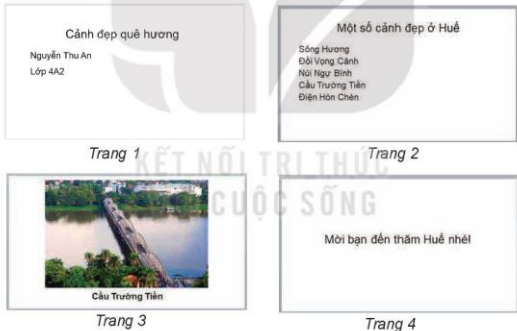 Cảnh đẹp quê hương
Nguyễn Thu An
Lớp 4A2
Trang 1
Một số cảnh đẹp ở Huế
Sông Hương
Đồi Vọng Cảnh
Núi Ngự Bình
Cầu Trường Tiền
Điện Hòn Chén
Trang 2
KẾT NỐI TRI THỨC
CUỘC SỐNG
Cầu Trường Tiền
Trang 3
Mời bạn đến thăm Huế nhé!
Trang 4